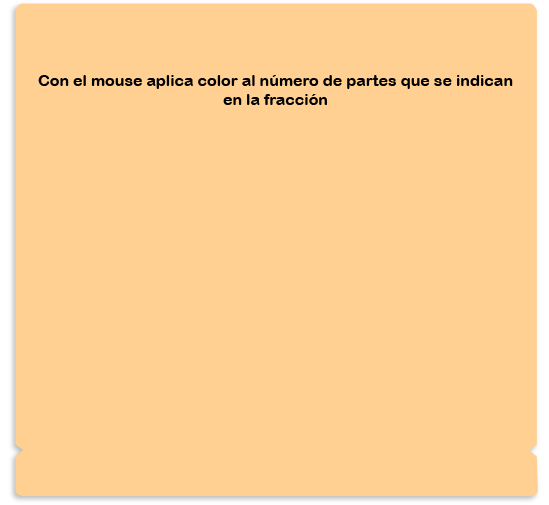 Con el mouse aplica color al número de partes que se indican
en la fracción